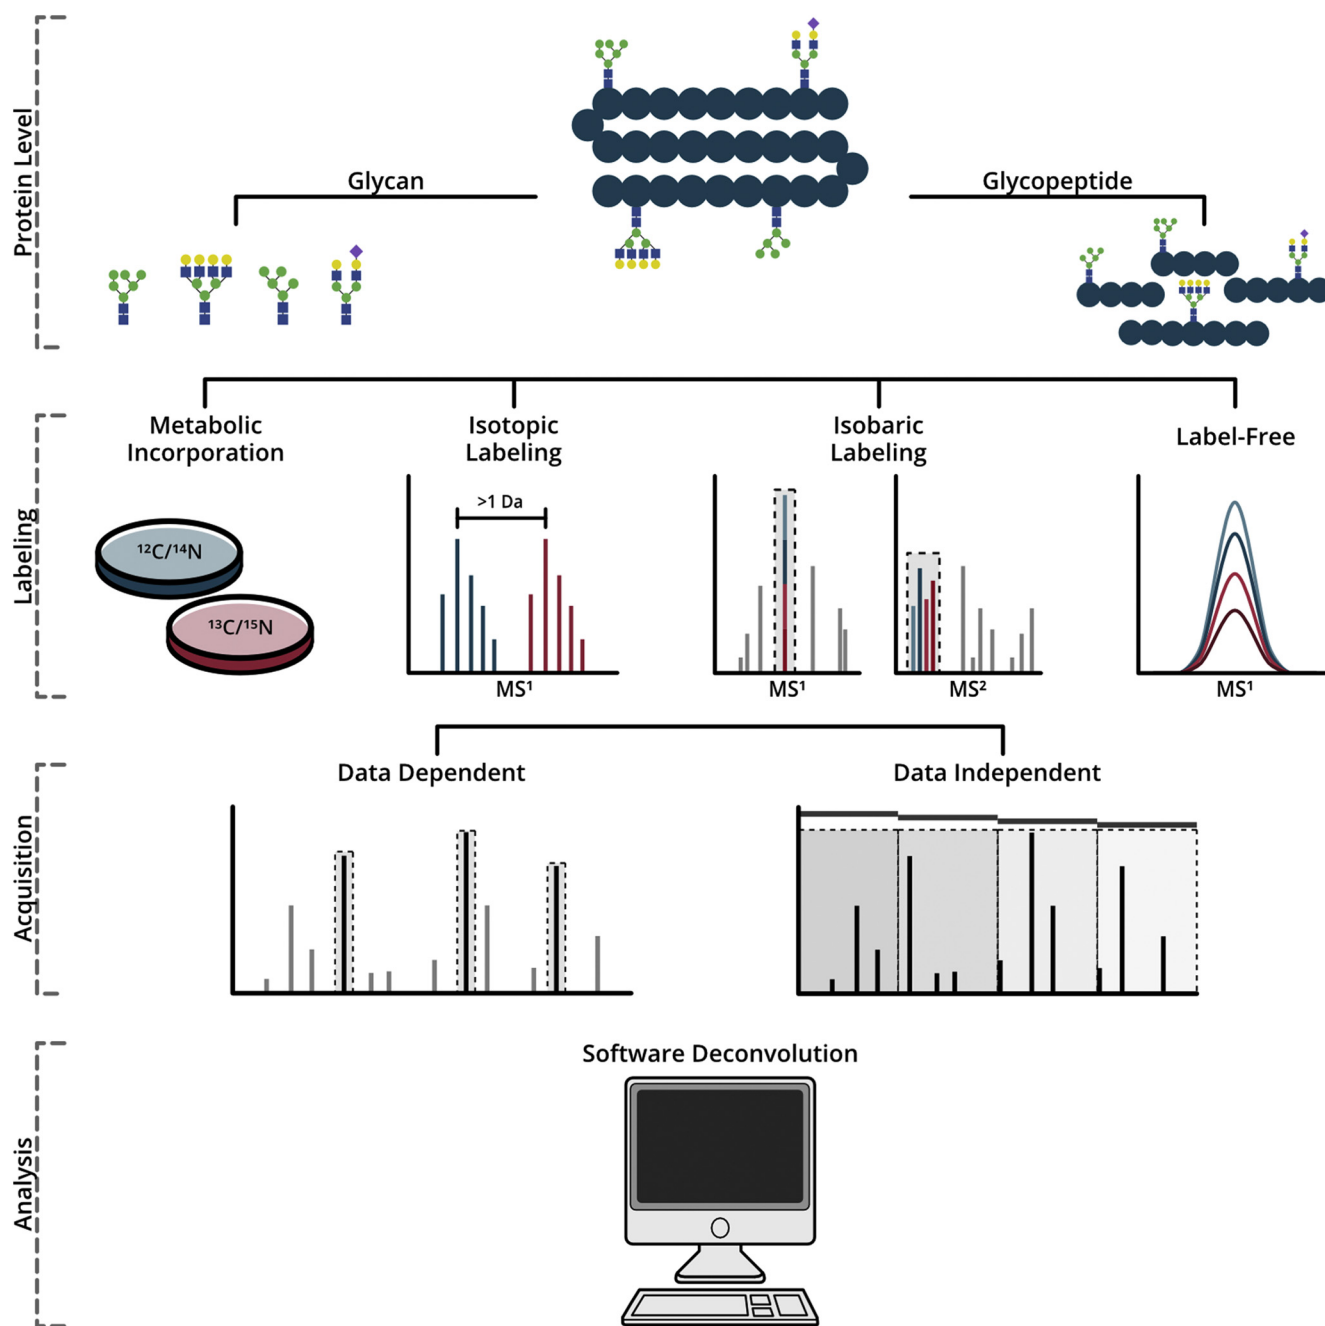 Protein Level
Glycan
Glycopeptide
Labeling
Metabolic
Incorporation
Isotopic
Labeling
Isobaric
Labeling
Label-Free
¹²C/¹⁴N
¹³C/¹⁵N
>1 Da
MS¹
MS¹
MS²
MS¹
Acquisition
Data Dependent
Data Independent
Analysis
Software Deconvolution